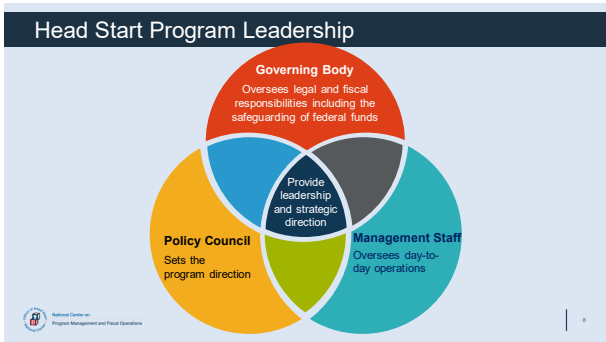 Head Start Program Leadership
Governing Body
Oversees legal and fiscal
responsibilities including the
safeguarding of federal funds
Provide
leadership
and strategic
direction
Policy Council
Sets the
program direction
Management Staff
Oversees day-to-
day operations
National Center on
Program Management and Fiscal Operations
8